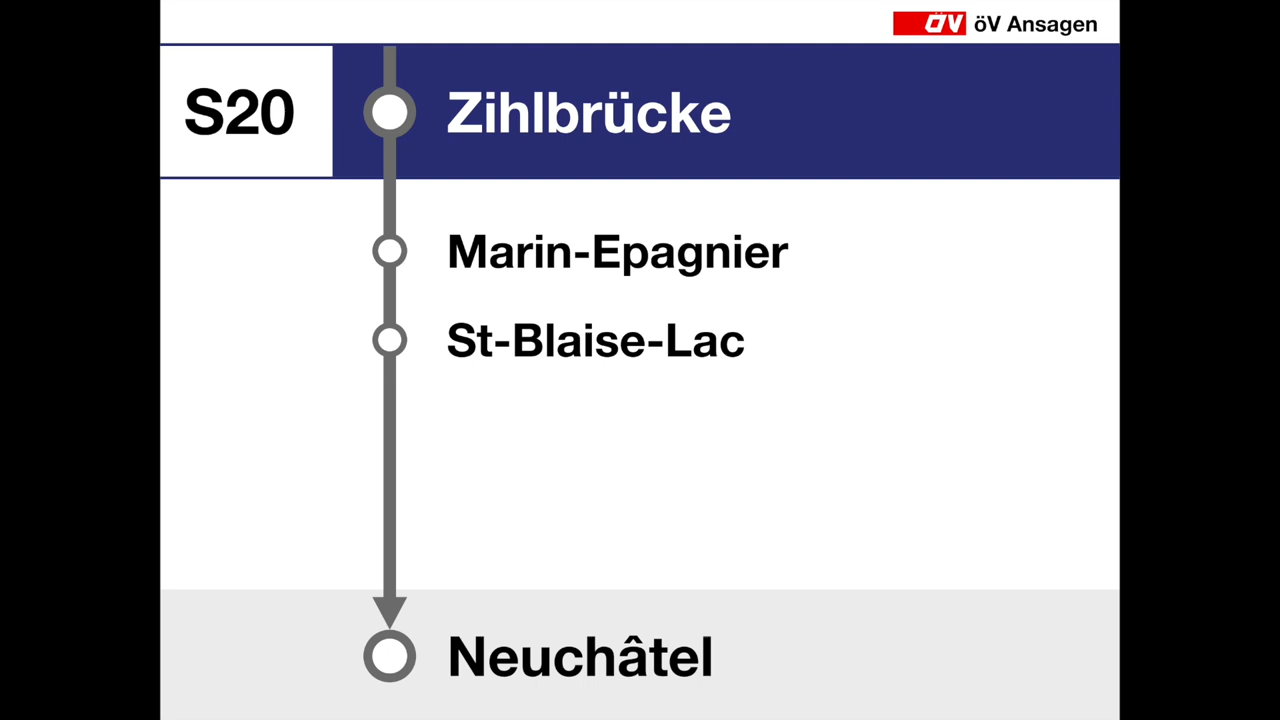 ÖV öV Ansagen
S20 Zihlbrücke
Marin-Epagnier
St-Blaise-Lac
Neuchâtel